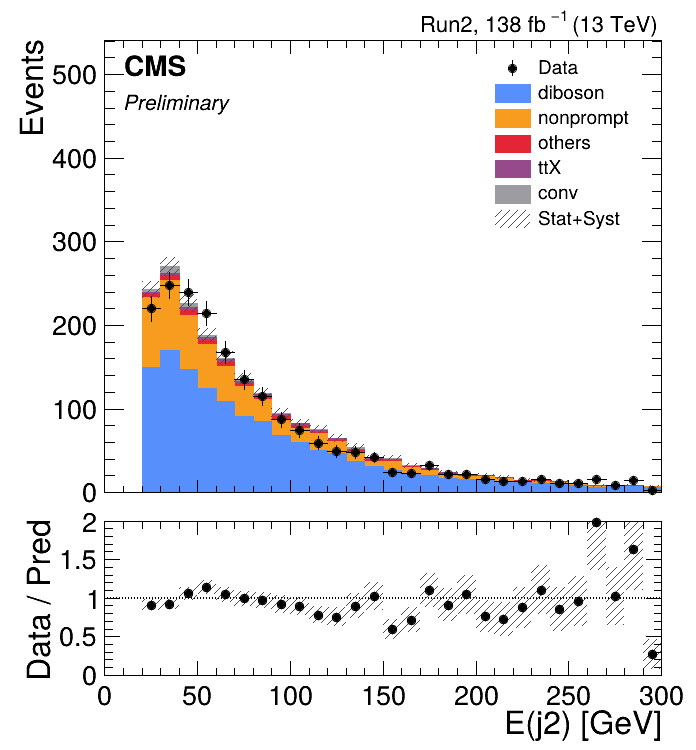 Run2, 138 fb⁻¹ (13 TeV)
CMS
Preliminary
Data
diboson
nonprompt
others
ttX
conv
Stat+Syst
Events
500
400
300
200
100
0
Data / Pred
2
1.5
1
0.5
0
0 50 100 150 200 250 300
E(j2) [GeV]